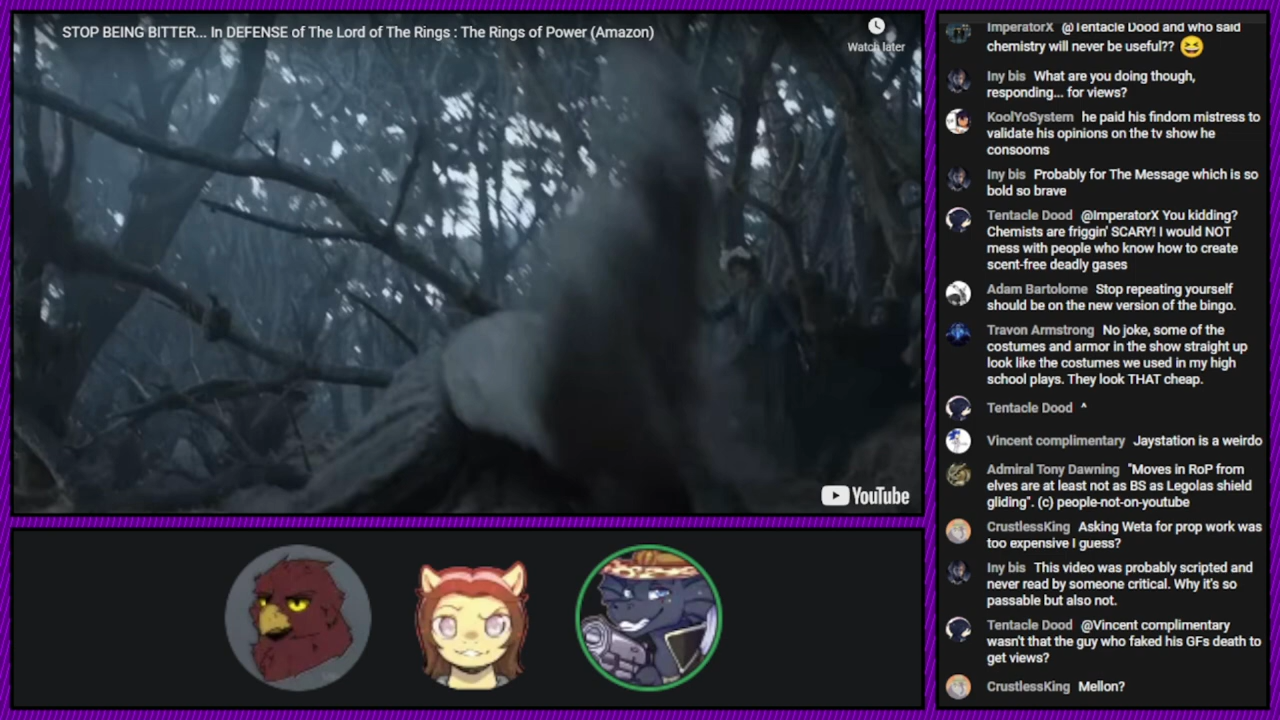 STOP BEING BITTER... In DEFENSE of The Lord of The Rings : The Rings of Power (Amazon)
Watch later
YouTube
ImperatorX @Tentacle Dood and who said
chemistry will never be useful??
Iny bis What are you doing though,
responding... for views?
KoolYoSystem he paid his findom mistress to
validate his opinions on the tv show he
consooms
Iny bis Probably for The Message which is so
bold so brave
Tentacle Dood @ImperatorX You kidding?
Chemists are friggin' SCARY! I would NOT
mess with people who know how to create
scent-free deadly gases
Adam Bartolome Stop repeating yourself
should be on the new version of the bingo.
Travon Armstrong No joke, some of the
costumes and armor in the show straight up
look like the costumes we used in my high
school plays. They look THAT cheap.
Tentacle Dood ^
Vincent complimentary Jaystation is a weirdo
Admiral Tony Dawning "Moves in RoP from
elves are at least not as BS as Legolas shield
gliding". (c) people-not-on-youtube
CrustlessKing Asking Weta for prop work was
too expensive I guess?
Iny bis This video was probably scripted and
never read by someone critical. Why it's so
passable but also not.
Tentacle Dood @Vincent complimentary
wasn't that the guy who faked his GFs death to
get views?
CrustlessKing Mellon?